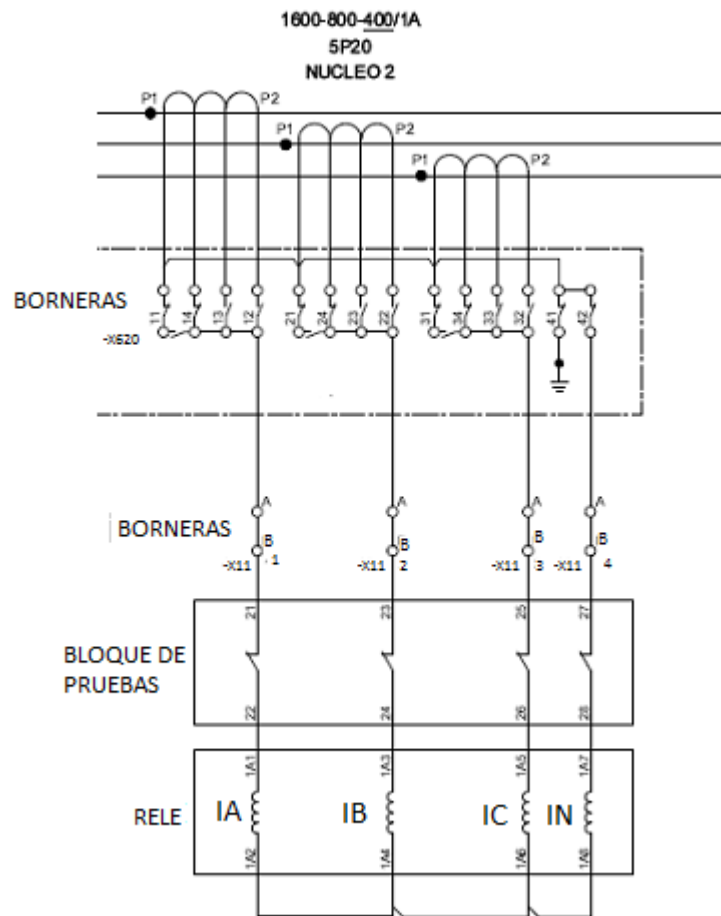 1600-800-400/1A
5P20
NUCLEO 2
P1 P2
P1 P2
P1 P2
BORNERAS
11 14 13 12 21 24 23 22 31 34 33 32 41 42
-X620
A A A A
BORNERAS
B B B B
-X11 1 -X11 2 -X11 3 -X11 4
21 23 25 27
BLOQUE DE
PRUEBAS
22 24 26 28
1A1 1A3 1A5 1A7
RELE IA IB IC IN
1A2 1A4 1A6 1A8